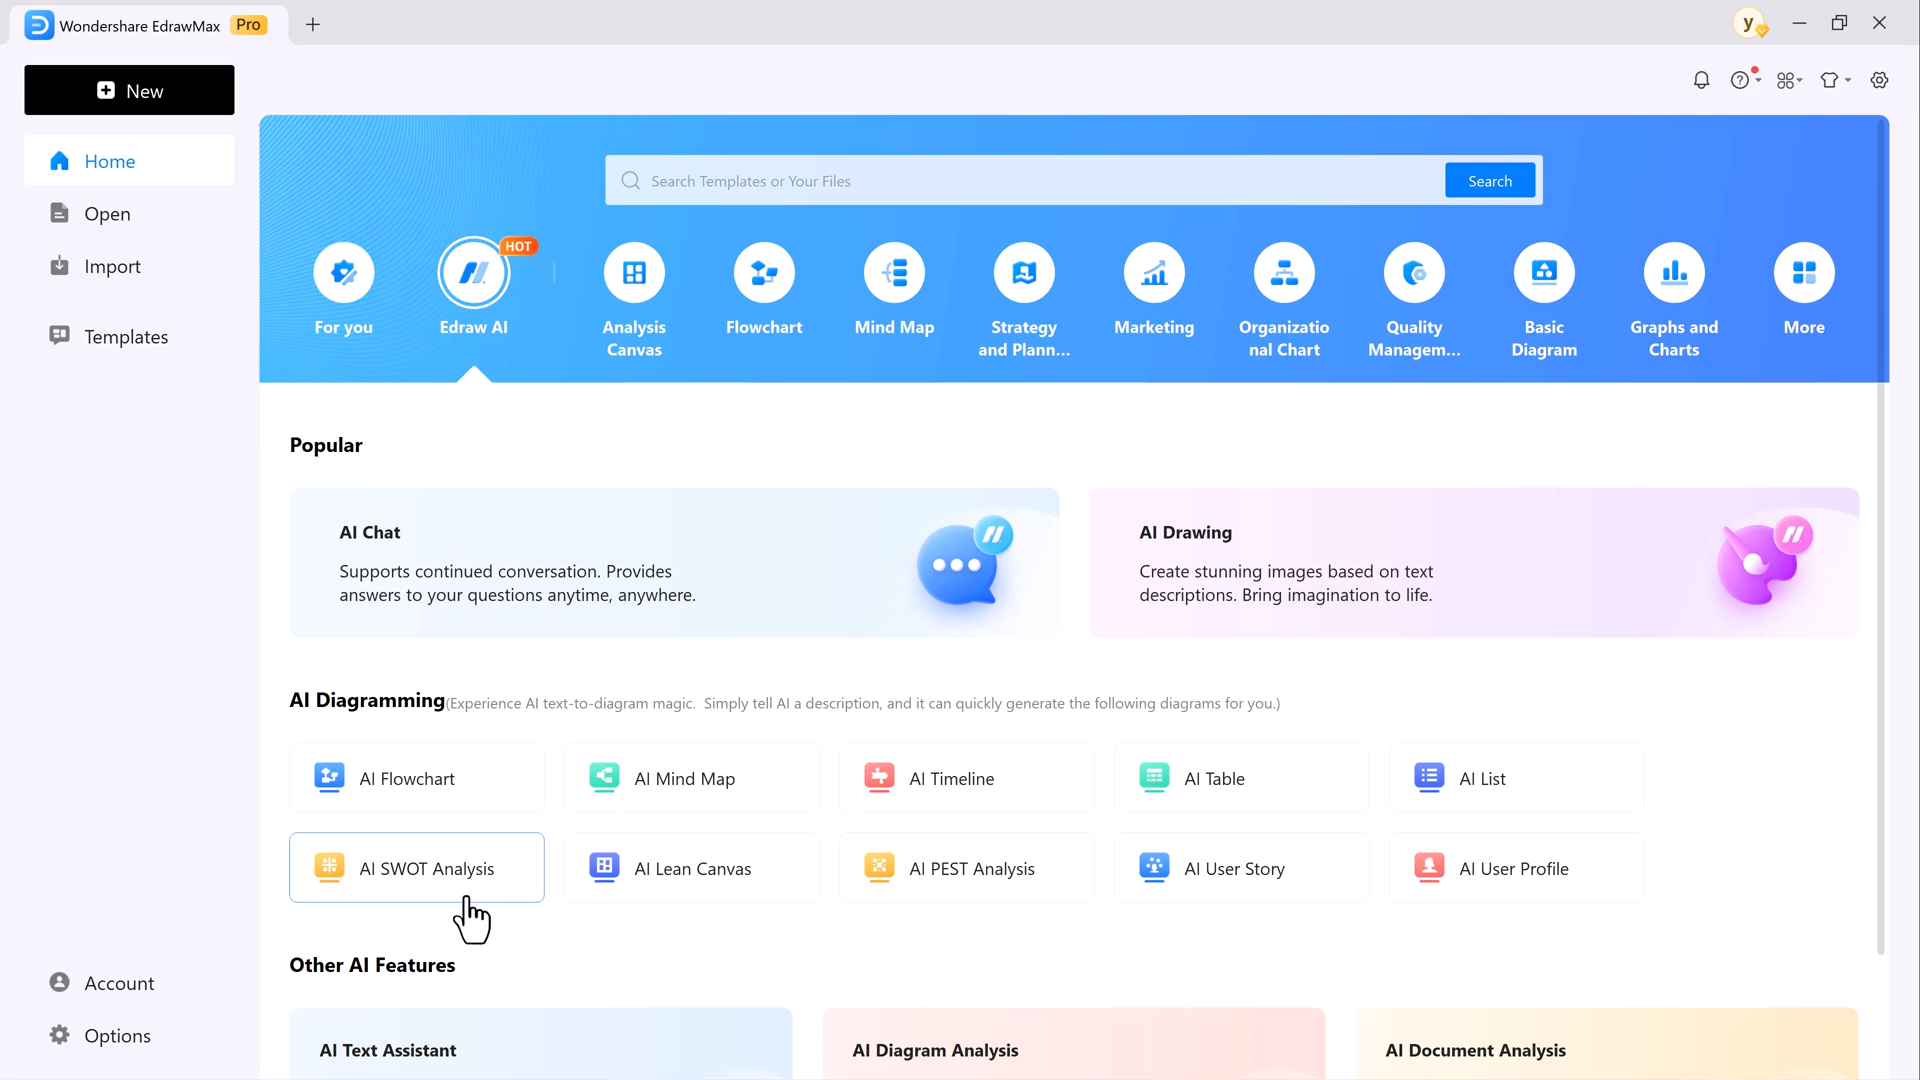 Wondershare EdrawMax Pro
y
New
Home
Open
Import
Templates
Account
Options
Search Templates or Your Files
Search
HOT
For you
Edraw AI
Analysis
Canvas
Flowchart
Mind Map
Strategy
and Plann...
Marketing
Organizatio
nal Chart
Quality
Managem...
Basic
Diagram
Graphs and
Charts
More
Popular
AI Chat
Supports continued conversation. Provides
answers to your questions anytime, anywhere.
AI Drawing
Create stunning images based on text
descriptions. Bring imagination to life.
AI Diagramming(Experience AI text-to-diagram magic. Simply tell AI a description, and it can quickly generate the following diagrams for you.)
AI Flowchart
AI Mind Map
AI Timeline
AI Table
AI List
AI SWOT Analysis
AI Lean Canvas
AI PEST Analysis
AI User Story
AI User Profile
Other AI Features
AI Text Assistant
AI Diagram Analysis
AI Document Analysis